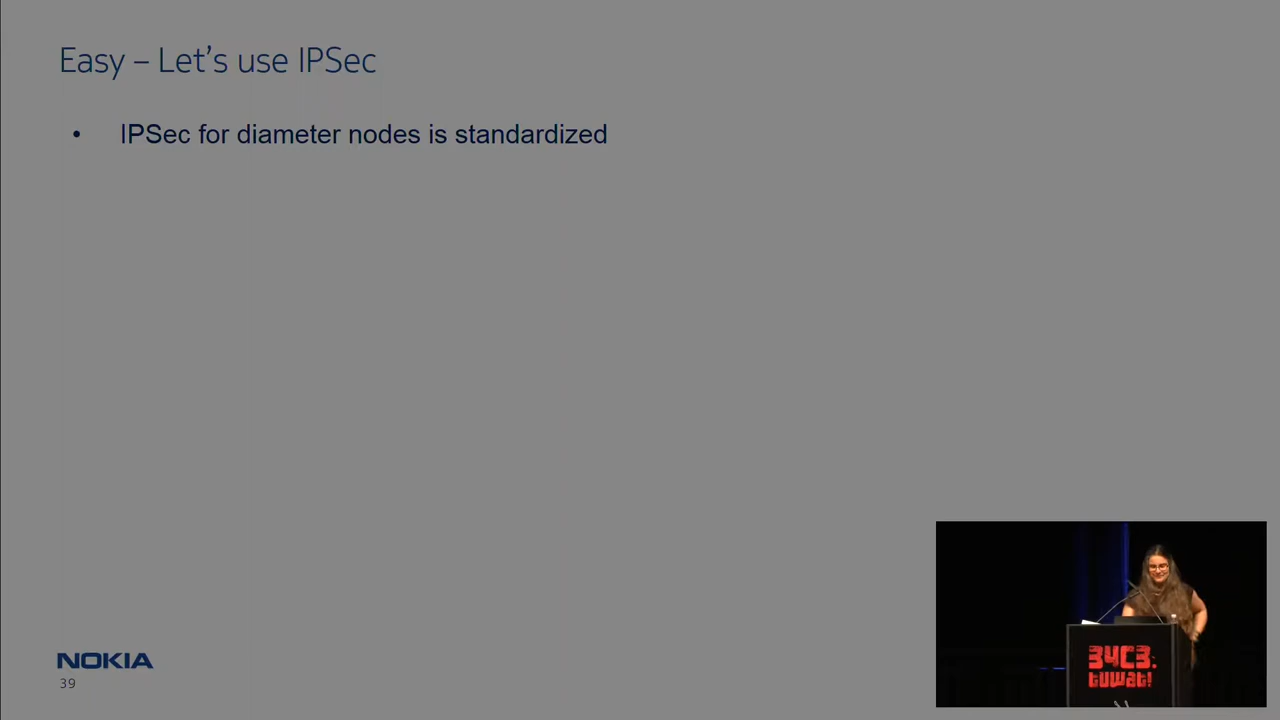 Easy – Let's use IPSec
• IPSec for diameter nodes is standardized
NOKIA
39
34C3.
tuwat!